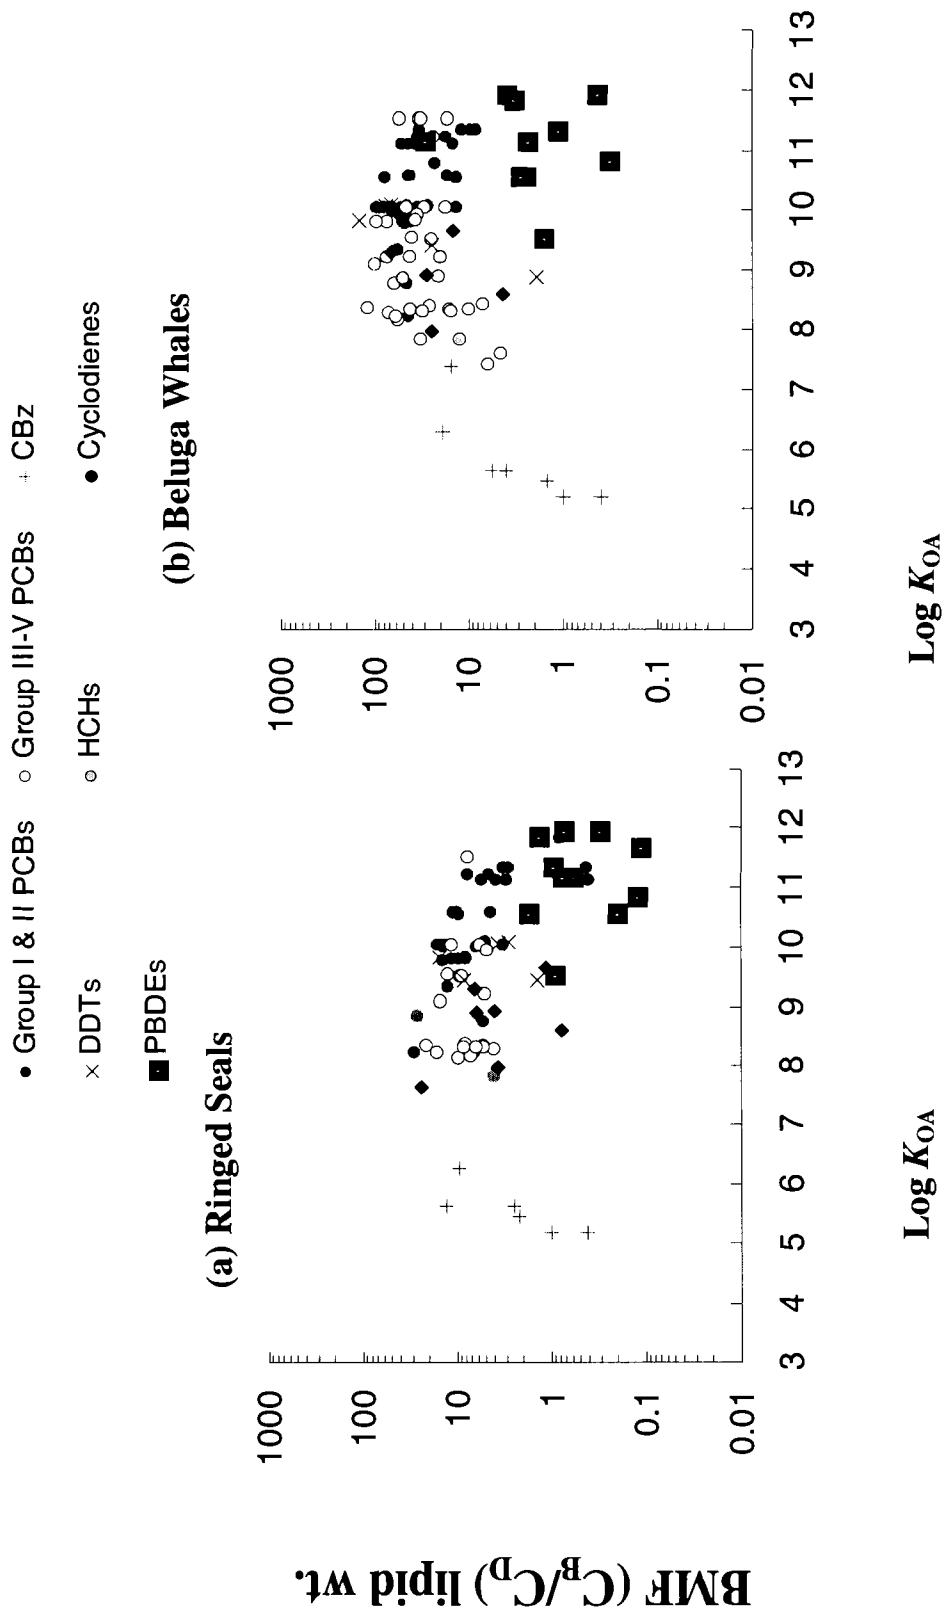 Group I & II PCBs Group III-V PCBs CBz
DDTs HCHs Cyclodienes
PBDEs
(a) Ringed Seals
(b) Beluga Whales
BMF (C_B/C_D) lipid wt.
1000
100
10
1
0.1
0.01
3 4 5 6 7 8 9 10 11 12 13
Log K_OA
1000
100
10
1
0.1
0.01
3 4 5 6 7 8 9 10 11 12 13
Log K_OA